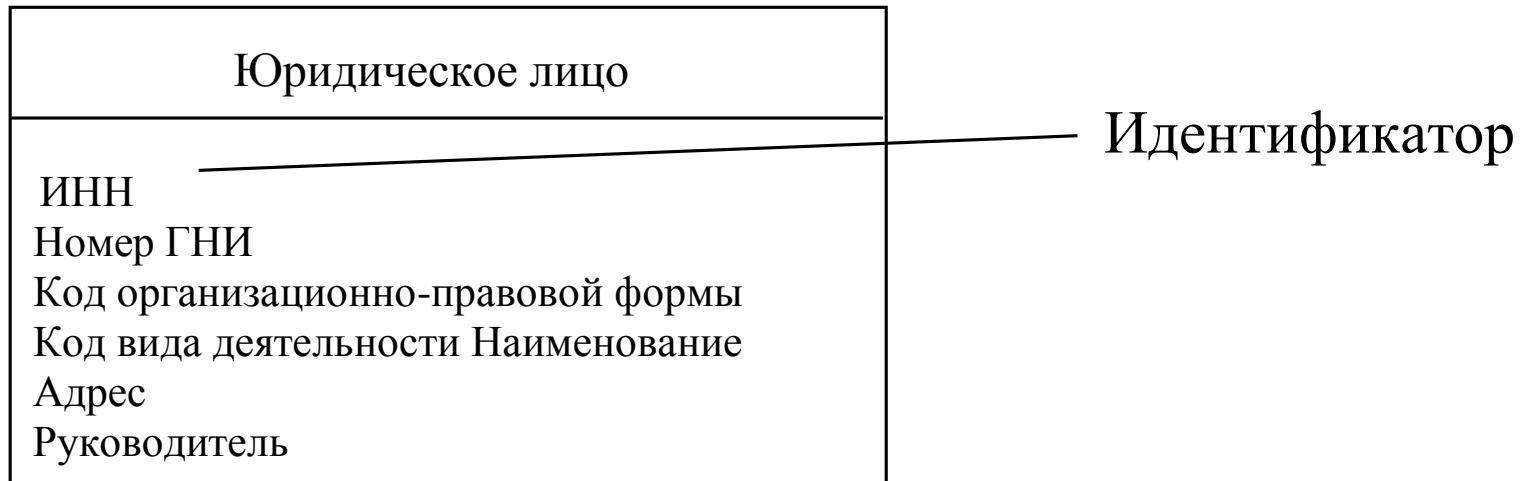 Юридическое лицо
Идентификатор
ИНН
Номер ГНИ
Код организационно-правовой формы
Код вида деятельности Наименование
Адрес
Руководитель